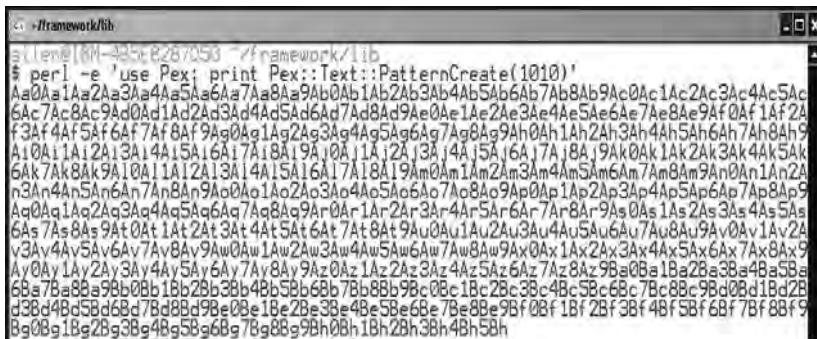 ~/framework/lib
~/framework/lib
$ perl -e 'use Pex; print Pex::Text::PatternCreate(1010)'
Aa0Aa1Aa2Aa3Aa4Aa5Aa6Aa7Aa8Aa9Ab0Ab1Ab2Ab3Ab4Ab5Ab6Ab7Ab8Ab9Ac0Ac1Ac2Ac3Ac4Ac5Ac
6Ac7Ac8Ac9Ad0Ad1Ad2Ad3Ad4Ad5Ad6Ad7Ad8Ad9Ae0Ae1Ae2Ae3Ae4Ae5Ae6Ae7Ae8Ae9Af0Af1Af2A
f3Af4Af5Af6Af7Af8Af9Ag0Ag1Ag2Ag3Ag4Ag5Ag6Ag7Ag8Ag9Ah0Ah1Ah2Ah3Ah4Ah5Ah6Ah7Ah8Ah9
Ai0Ai1Ai2Ai3Ai4Ai5Ai6Ai7Ai8Ai9Aj0Aj1Aj2Aj3Aj4Aj5Aj6Aj7Aj8Aj9Ak0Ak1Ak2Ak3Ak4Ak5Ak
6Ak7Ak8Ak9Al0Al1Al2Al3Al4Al5Al6Al7Al8Al9Am0Am1Am2Am3Am4Am5Am6Am7Am8Am9An0An1An2A
n3An4An5An6An7An8An9Ao0Ao1Ao2Ao3Ao4Ao5Ao6Ao7Ao8Ao9Ap0Ap1Ap2Ap3Ap4Ap5Ap6Ap7Ap8Ap9
Aq0Aq1Aq2Aq3Aq4Aq5Aq6Aq7Aq8Aq9Ar0Ar1Ar2Ar3Ar4Ar5Ar6Ar7Ar8Ar9As0As1As2As3As4As5As
6As7As8As9At0At1At2At3At4At5At6At7At8At9Au0Au1Au2Au3Au4Au5Au6Au7Au8Au9Av0Av1Av2A
v3Av4Av5Av6Av7Av8Av9Aw0Aw1Aw2Aw3Aw4Aw5Aw6Aw7Aw8Aw9Ax0Ax1Ax2Ax3Ax4Ax5Ax6Ax7Ax8Ax9
Ay0Ay1Ay2Ay3Ay4Ay5Ay6Ay7Ay8Ay9Az0Az1Az2Az3Az4Az5Az6Az7Az8Az9Ba0Ba1Ba2Ba3Ba4Ba5Ba
6Ba7Ba8Ba9Bb0Bb1Bb2Bb3Bb4Bb5Bb6Bb7Bb8Bb9Bc0Bc1Bc2Bc3Bc4Bc5Bc6Bc7Bc8Bc9Bd0Bd1Bd2B
d3Bd4Bd5Bd6Bd7Bd8Bd9Be0Be1Be2Be3Be4Be5Be6Be7Be8Be9Bf0Bf1Bf2Bf3Bf4Bf5Bf6Bf7Bf8Bf9
Bg0Bg1Bg2Bg3Bg4Bg5Bg6Bg7Bg8Bg9Bh0Bh1Bh2Bh3Bh4Bh5Bh